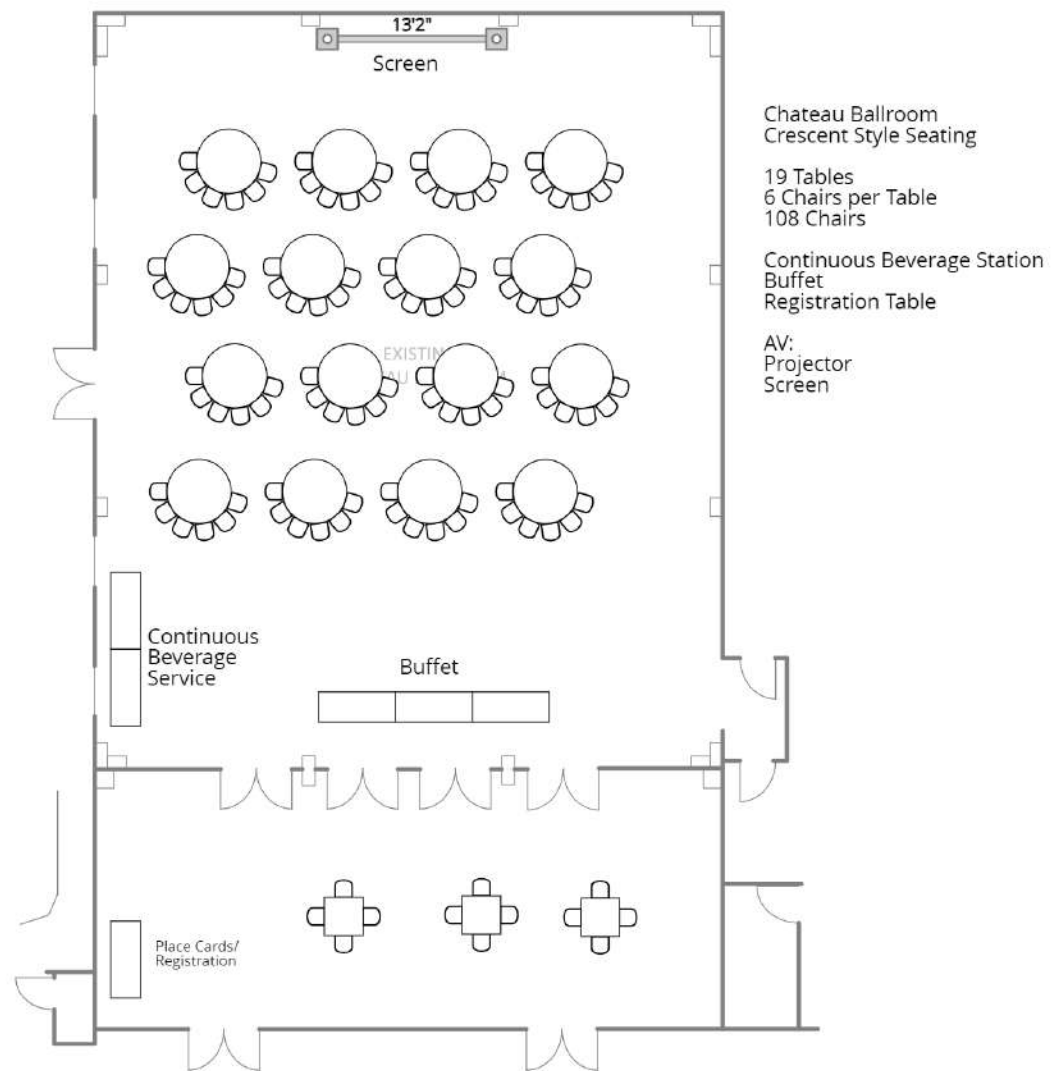 13'2"
Screen
Chateau Ballroom
Crescent Style Seating
19 Tables
6 Chairs per Table
108 Chairs
Continuous Beverage Station
Buffet
Registration Table
AV:
Projector
Screen
Continuous
Beverage
Service
Buffet
Place Cards/
Registration